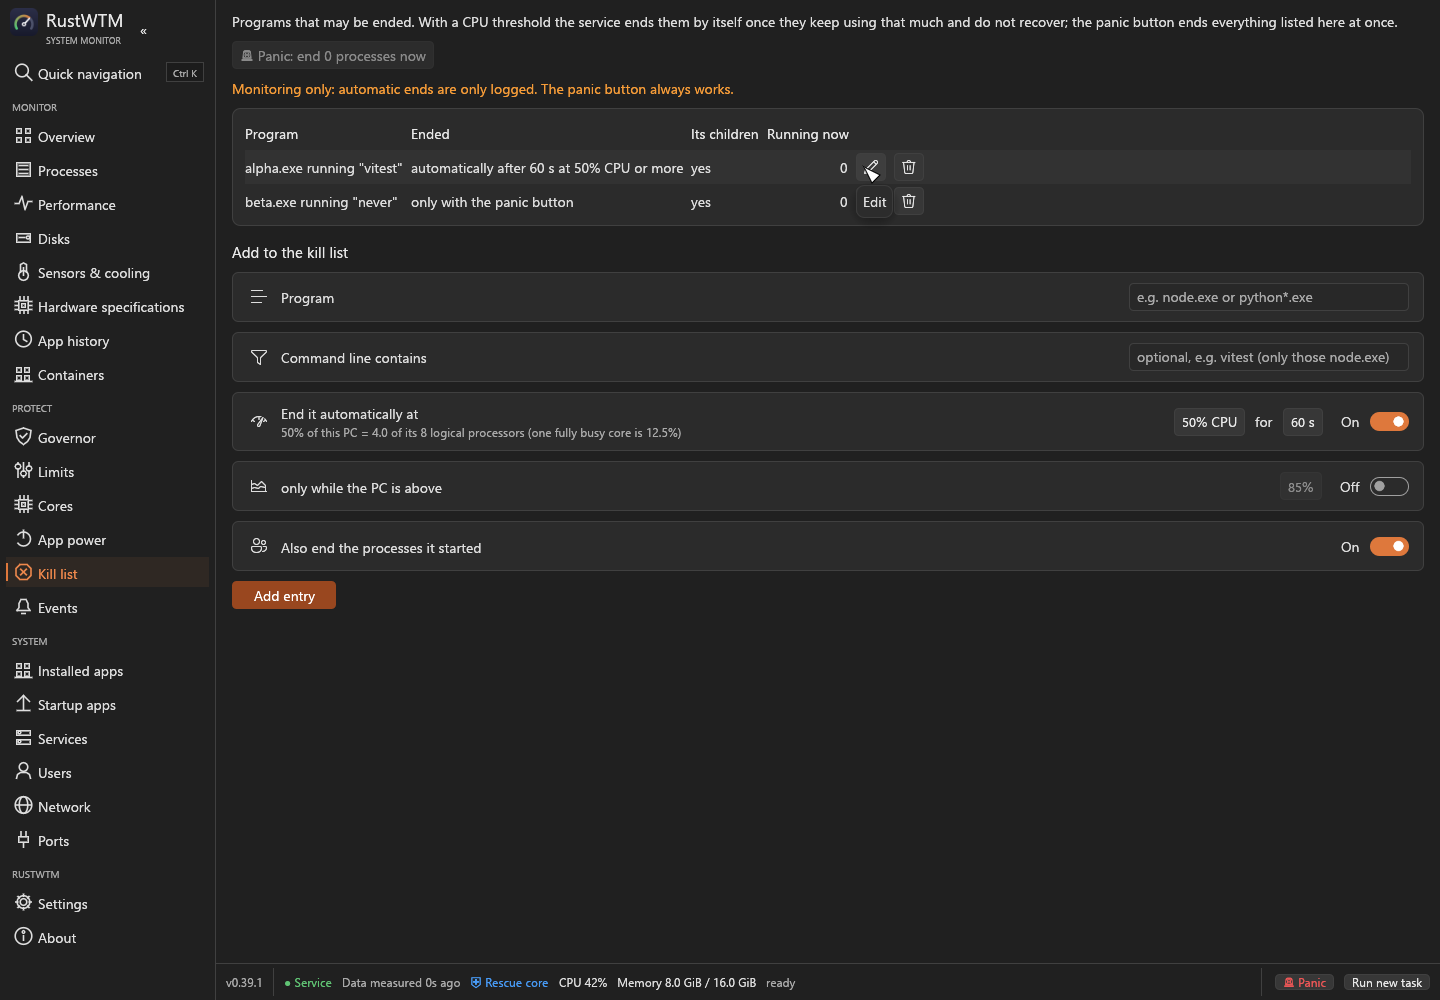 RustWTM
SYSTEM MONITOR
«
Quick navigation
Ctrl K
MONITOR
Overview
Processes
Performance
Disks
Sensors & cooling
Hardware specifications
App history
Containers
PROTECT
Governor
Limits
Cores
App power
Kill list
Events
SYSTEM
Installed apps
Startup apps
Services
Users
Network
Ports
RUSTWTM
Settings
About
Programs that may be ended. With a CPU threshold the service ends them by itself once they keep using that much and do not recover; the panic button ends everything listed here at once.
Panic: end 0 processes now
Monitoring only: automatic ends are only logged. The panic button always works.
Program Ended Its children Running now
alpha.exe running "vitest" automatically after 60 s at 50% CPU or more yes 0
beta.exe running "never" only with the panic button yes 0 Edit
Add to the kill list
Program e.g. node.exe or python*.exe
Command line contains optional, e.g. vitest (only those node.exe)
End it automatically at
50% of this PC = 4.0 of its 8 logical processors (one fully busy core is 12.5%)
50% CPU for 60 s On
only while the PC is above 85% Off
Also end the processes it started On
Add entry
v0.39.1 Service Data measured 0s ago Rescue core CPU 42% Memory 8.0 GiB / 16.0 GiB ready Panic Run new task